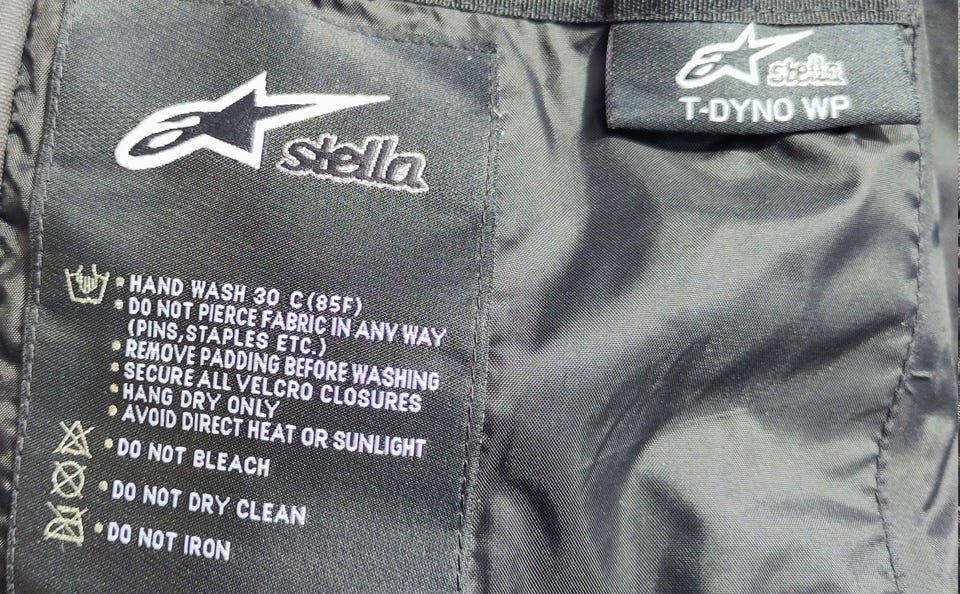 stella
HAND WASH 30 C (85F)
DO NOT PIERCE FABRIC IN ANY WAY
(PINS, STAPLES ETC.)
REMOVE PADDING BEFORE WASHING
SECURE ALL VELCRO CLOSURES
HANG DRY ONLY
AVOID DIRECT HEAT OR SUNLIGHT
DO NOT BLEACH
DO NOT DRY CLEAN
DO NOT IRON
stella
T-DYNO WP